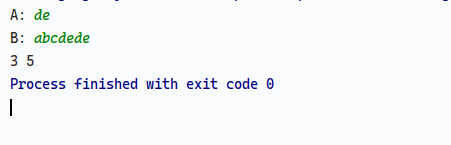 A: de
B: abcdede
3 5
Process finished with exit code 0